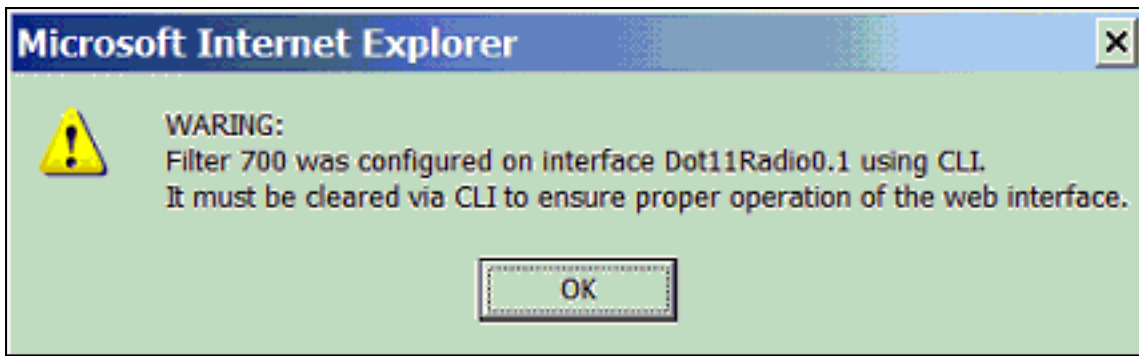 Microsoft Internet Explorer
WARING:
Filter 700 was configured on interface Dot11Radio0.1 using CLI.
It must be cleared via CLI to ensure proper operation of the web interface.
OK